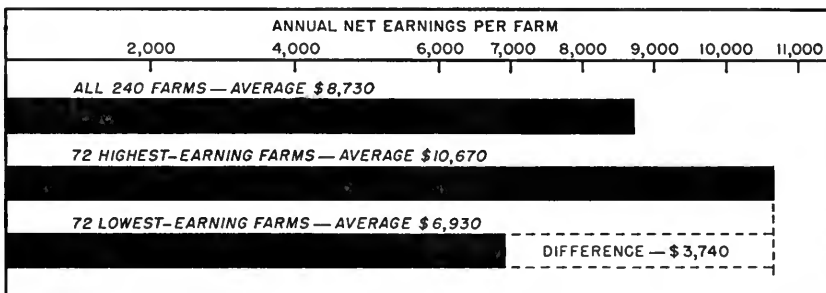 ANNUAL NET EARNINGS PER FARM
2,000 4,000 6,000 7,000 8,000 9,000 10,000 11,000
ALL 240 FARMS — AVERAGE $8,730
72 HIGHEST-EARNING FARMS — AVERAGE $10,670
72 LOWEST-EARNING FARMS — AVERAGE $6,930
DIFFERENCE — $3,740